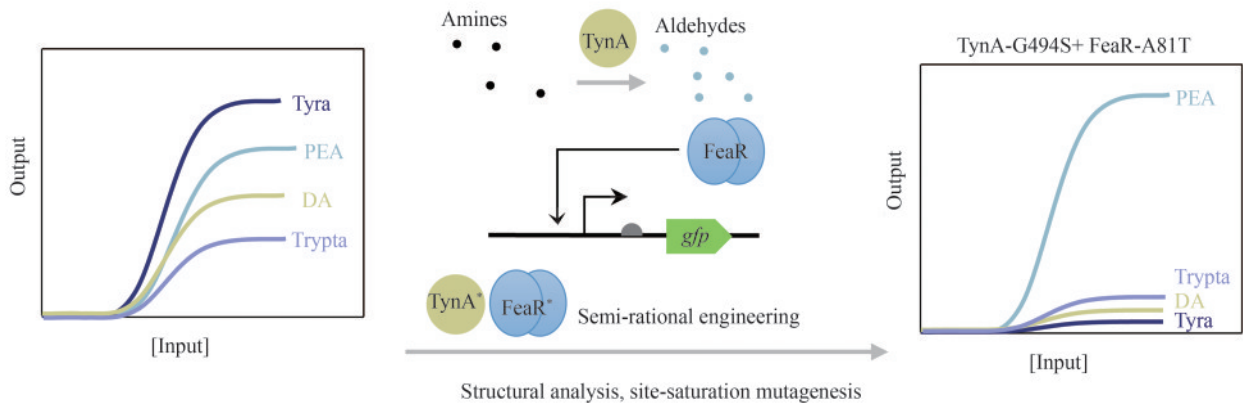 Output
Tyra
PEA
DA
Trypta
[Input]
Amines
TynA
Aldehydes
FeaR
gfp
TynA*
FeaR*
Semi-rational engineering
Structural analysis, site-saturation mutagenesis
TynA-G494S+ FeaR-A81T
Output
PEA
Trypta
DA
Tyra
[Input]